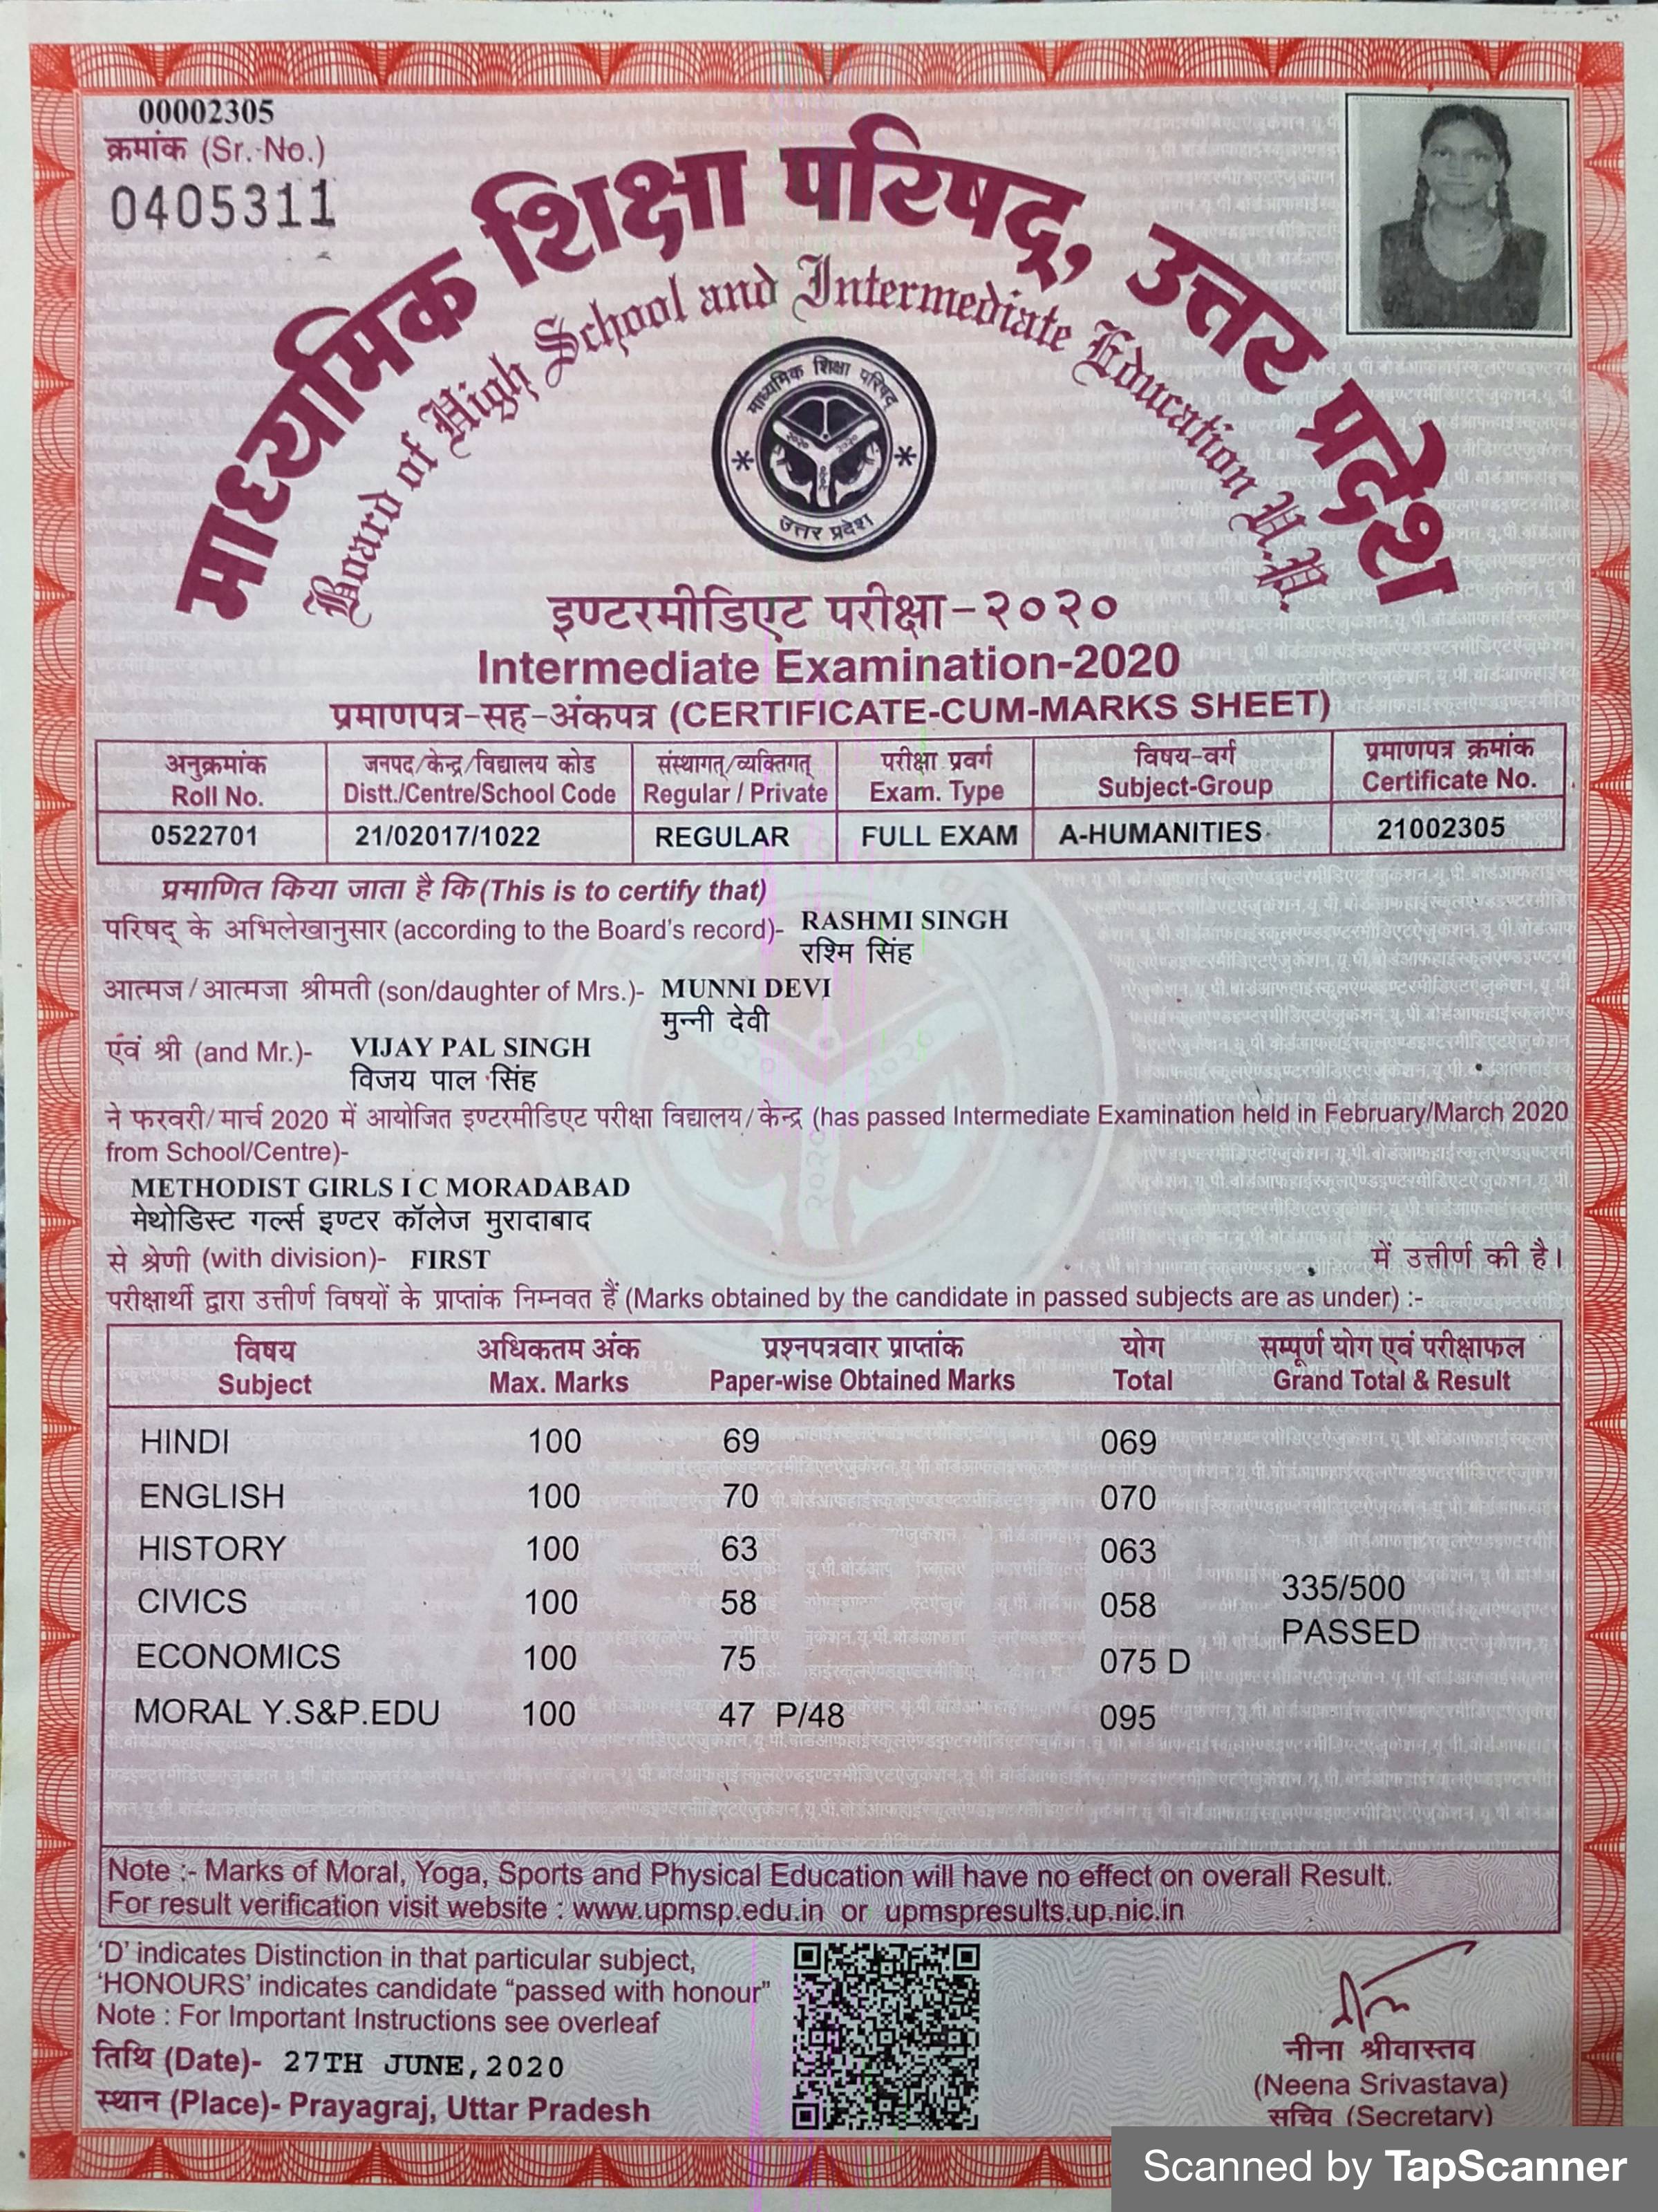 00002305
क्रमांक (Sr. No.)
0405311
माध्यमिक शिक्षा परिषद्, उत्तर प्रदेश
Board of High School and Intermediate Education U.P.
माध्यमिक शिक्षा परिषद्
उत्तर प्रदेश
इण्टरमीडिएट परीक्षा-२०२०
Intermediate Examination-2020
प्रमाणपत्र-सह-अंकपत्र (CERTIFICATE-CUM-MARKS SHEET)
अनुक्रमांक जनपद/केन्द्र/विद्यालय कोड संस्थागत्/व्यक्तिगत् परीक्षा प्रवर्ग विषय-वर्ग प्रमाणपत्र क्रमांक
Roll No. Distt./Centre/School Code Regular / Private Exam. Type Subject-Group Certificate No.
0522701 21/02017/1022 REGULAR FULL EXAM A-HUMANITIES 21002305
प्रमाणित किया जाता है कि (This is to certify that)
परिषद् के अभिलेखानुसार (according to the Board's record)- RASHMI SINGH
रश्मि सिंह
आत्मज/आत्मजा श्रीमती (son/daughter of Mrs.)- MUNNI DEVI
मुन्नी देवी
एंवं श्री (and Mr.)- VIJAY PAL SINGH
विजय पाल सिंह
ने फरवरी/मार्च 2020 में आयोजित इण्टरमीडिएट परीक्षा विद्यालय/केन्द्र (has passed Intermediate Examination held in February/March 2020
from School/Centre)-
METHODIST GIRLS I C MORADABAD
मेथोडिस्ट गर्ल्स इण्टर कॉलेज मुरादाबाद
से श्रेणी (with division)- FIRST में उत्तीर्ण की है।
परीक्षार्थी द्वारा उत्तीर्ण विषयों के प्राप्तांक निम्नवत हैं (Marks obtained by the candidate in passed subjects are as under) :-
विषय अधिकतम अंक प्रश्नपत्रवार प्राप्तांक योग सम्पूर्ण योग एवं परीक्षाफल
Subject Max. Marks Paper-wise Obtained Marks Total Grand Total & Result
HINDI 100 69 069
ENGLISH 100 70 070
HISTORY 100 63 063
335/500
CIVICS 100 58 058
PASSED
ECONOMICS 100 75 075 D
MORAL Y.S&P.EDU 100 47 P/48 095
Note :- Marks of Moral, Yoga, Sports and Physical Education will have no effect on overall Result.
For result verification visit website : www.upmsp.edu.in or upmspresults.up.nic.in
'D' indicates Distinction in that particular subject,
'HONOURS' indicates candidate "passed with honour"
Note : For Important Instructions see overleaf
तिथि (Date)- 27TH JUNE,2020
स्थान (Place)- Prayagraj, Uttar Pradesh
नीना श्रीवास्तव
(Neena Srivastava)
सचिव (Secretary)
Scanned by TapScanner